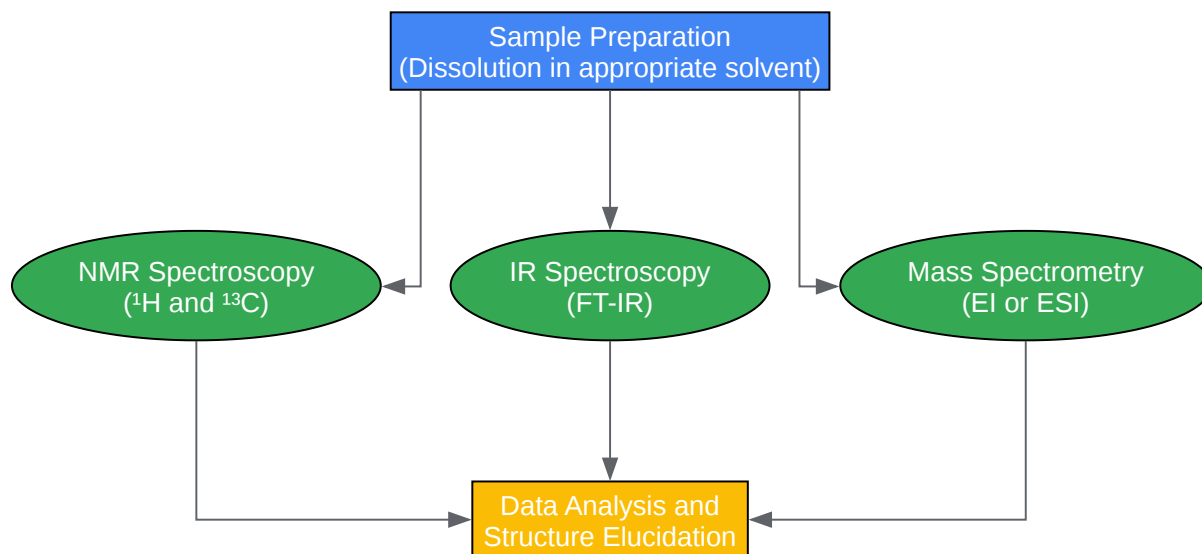 Sample Preparation
(Dissolution in appropriate solvent)
NMR Spectroscopy
(¹H and ¹³C)
IR Spectroscopy
(FT-IR)
Mass Spectrometry
(EI or ESI)
Data Analysis and
Structure Elucidation